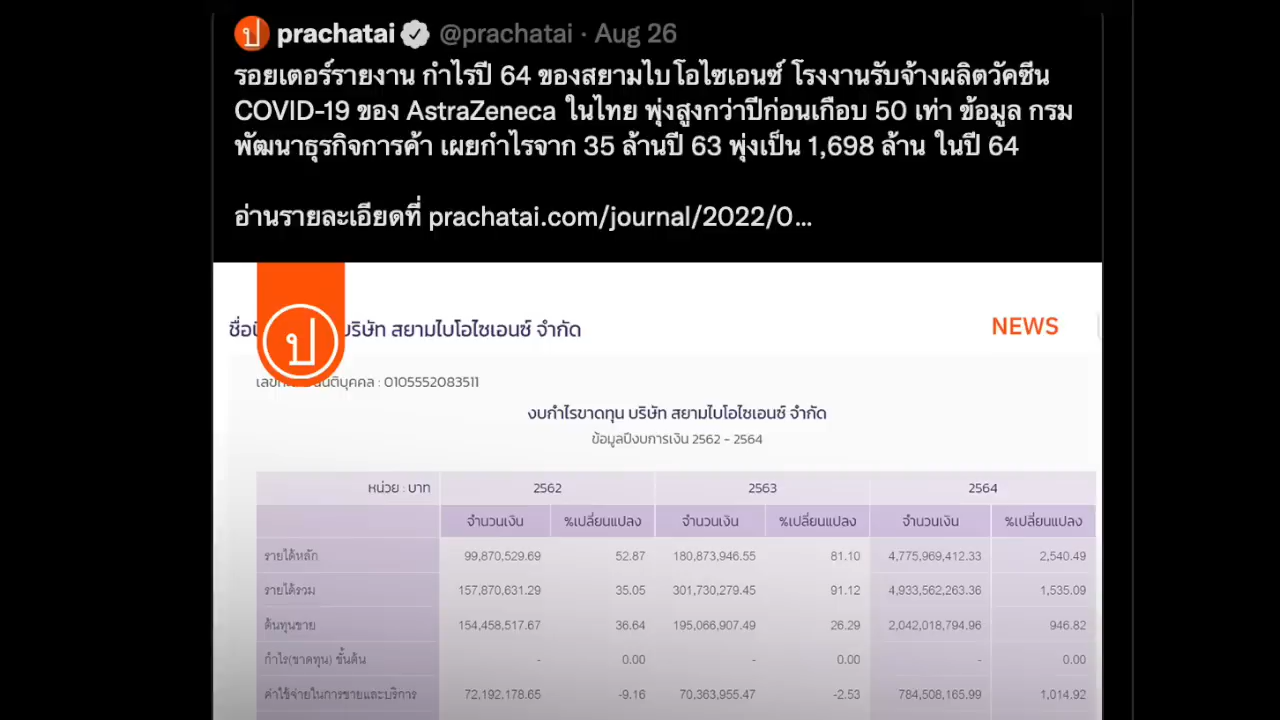 ป prachatai @prachatai · Aug 26
รอยเตอร์รายงาน กำไรปี 64 ของสยามไบโอไซเอนซ์ โรงงานรับจ้างผลิตวัคซีน
COVID-19 ของ AstraZeneca ในไทย พุ่งสูงกว่าปีก่อนเกือบ 50 เท่า ข้อมูล กรม
พัฒนาธุรกิจการค้า เผยกำไรจาก 35 ล้านปี 63 พุ่งเป็น 1,698 ล้าน ในปี 64
อ่านรายละเอียดที่ prachatai.com/journal/2022/0...
ป
NEWS
ชื่อ บริษัท สยามไบโอไซเอนซ์ จำกัด
นิติบุคคล : 0105552083511
งบกำไรขาดทุน บริษัท สยามไบโอไซเอนซ์ จำกัด
ข้อมูลปีงบการเงิน 2562 - 2564
หน่วย : บาท 2562 2563 2564
จำนวนเงิน %เปลี่ยนแปลง จำนวนเงิน %เปลี่ยนแปลง จำนวนเงิน %เปลี่ยนแปลง
รายได้หลัก 99,870,529.69 52.87 180,873,946.55 81.10 4,775,969,412.33 2,540.49
รายได้รวม 157,870,631.29 35.05 301,730,279.45 91.12 4,933,562,263.36 1,535.09
ต้นทุนขาย 154,458,517.67 36.64 195,066,907.49 26.29 2,042,018,794.96 946.82
กำไร(ขาดทุน) ขั้นต้น - 0.00 - 0.00 - 0.00
ค่าใช้จ่ายในการขายและบริการ 72,192,178.65 -9.16 70,363,955.47 -2.53 784,508,165.99 1,014.92